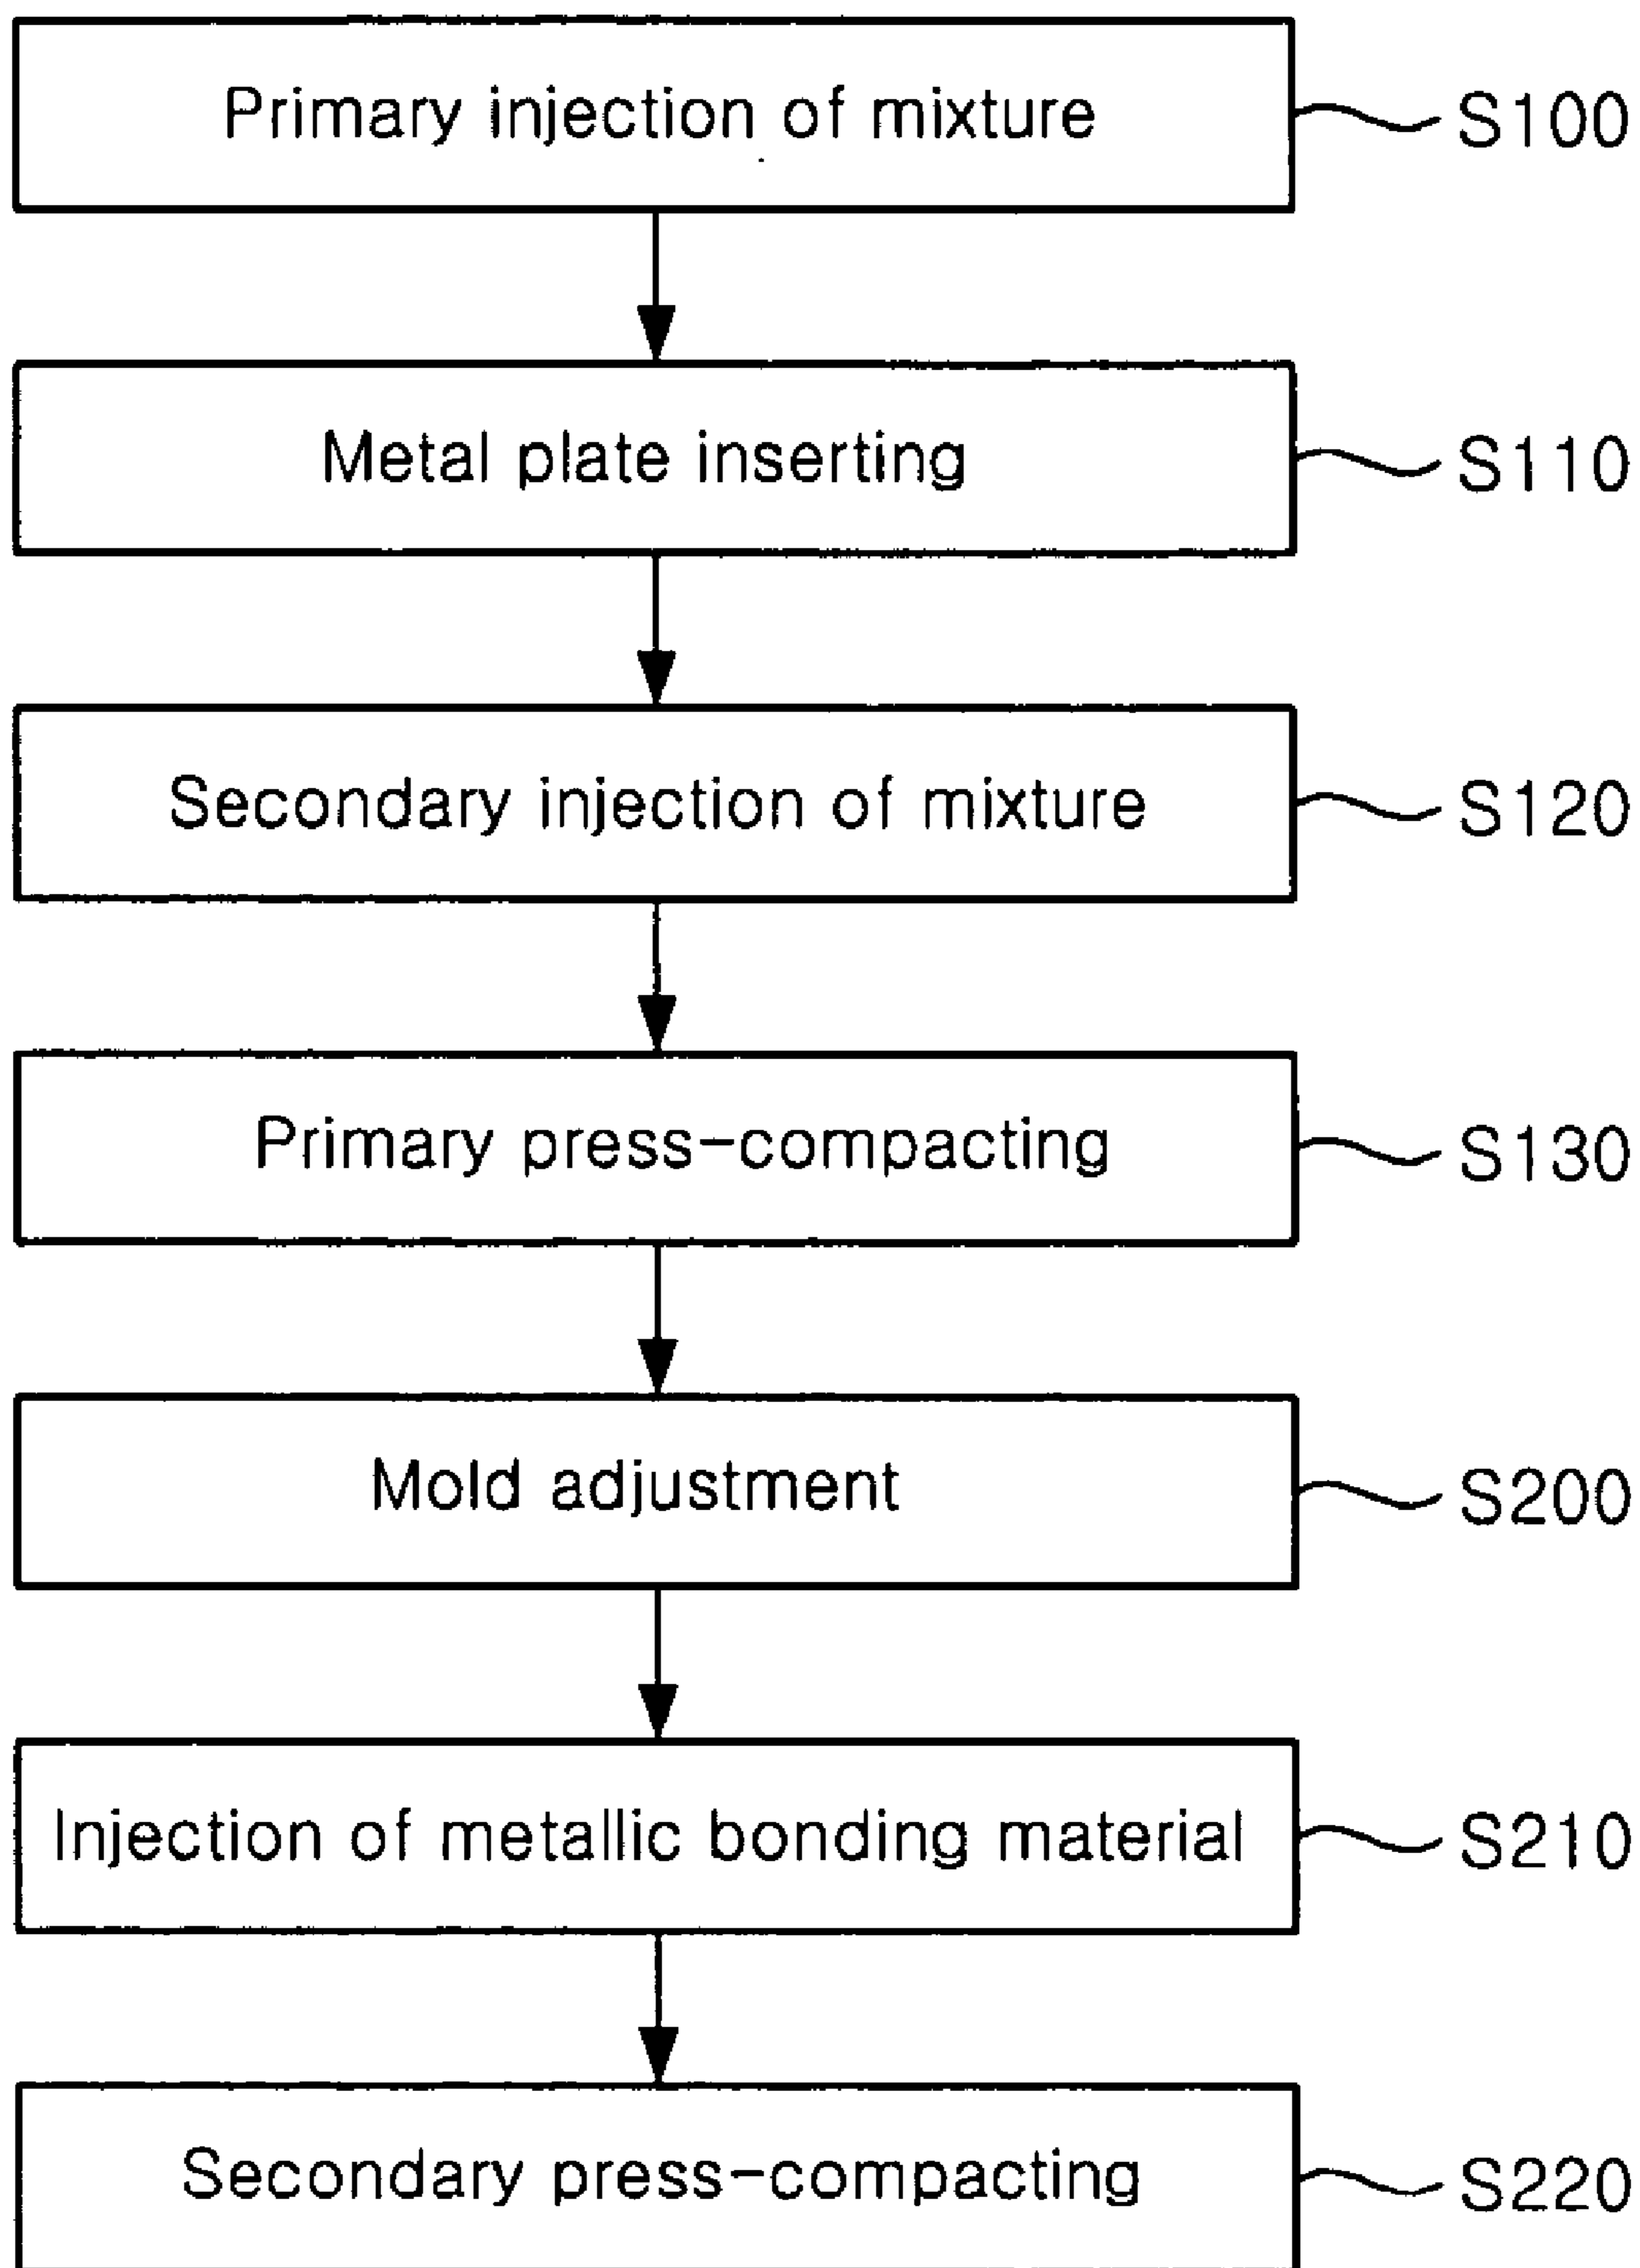 Primary injection of mixture S100
Metal plate inserting S110
Secondary injection of mixture S120
Primary press-compacting S130
Mold adjustment S200
Injection of metallic bonding material S210
Secondary press-compacting S220